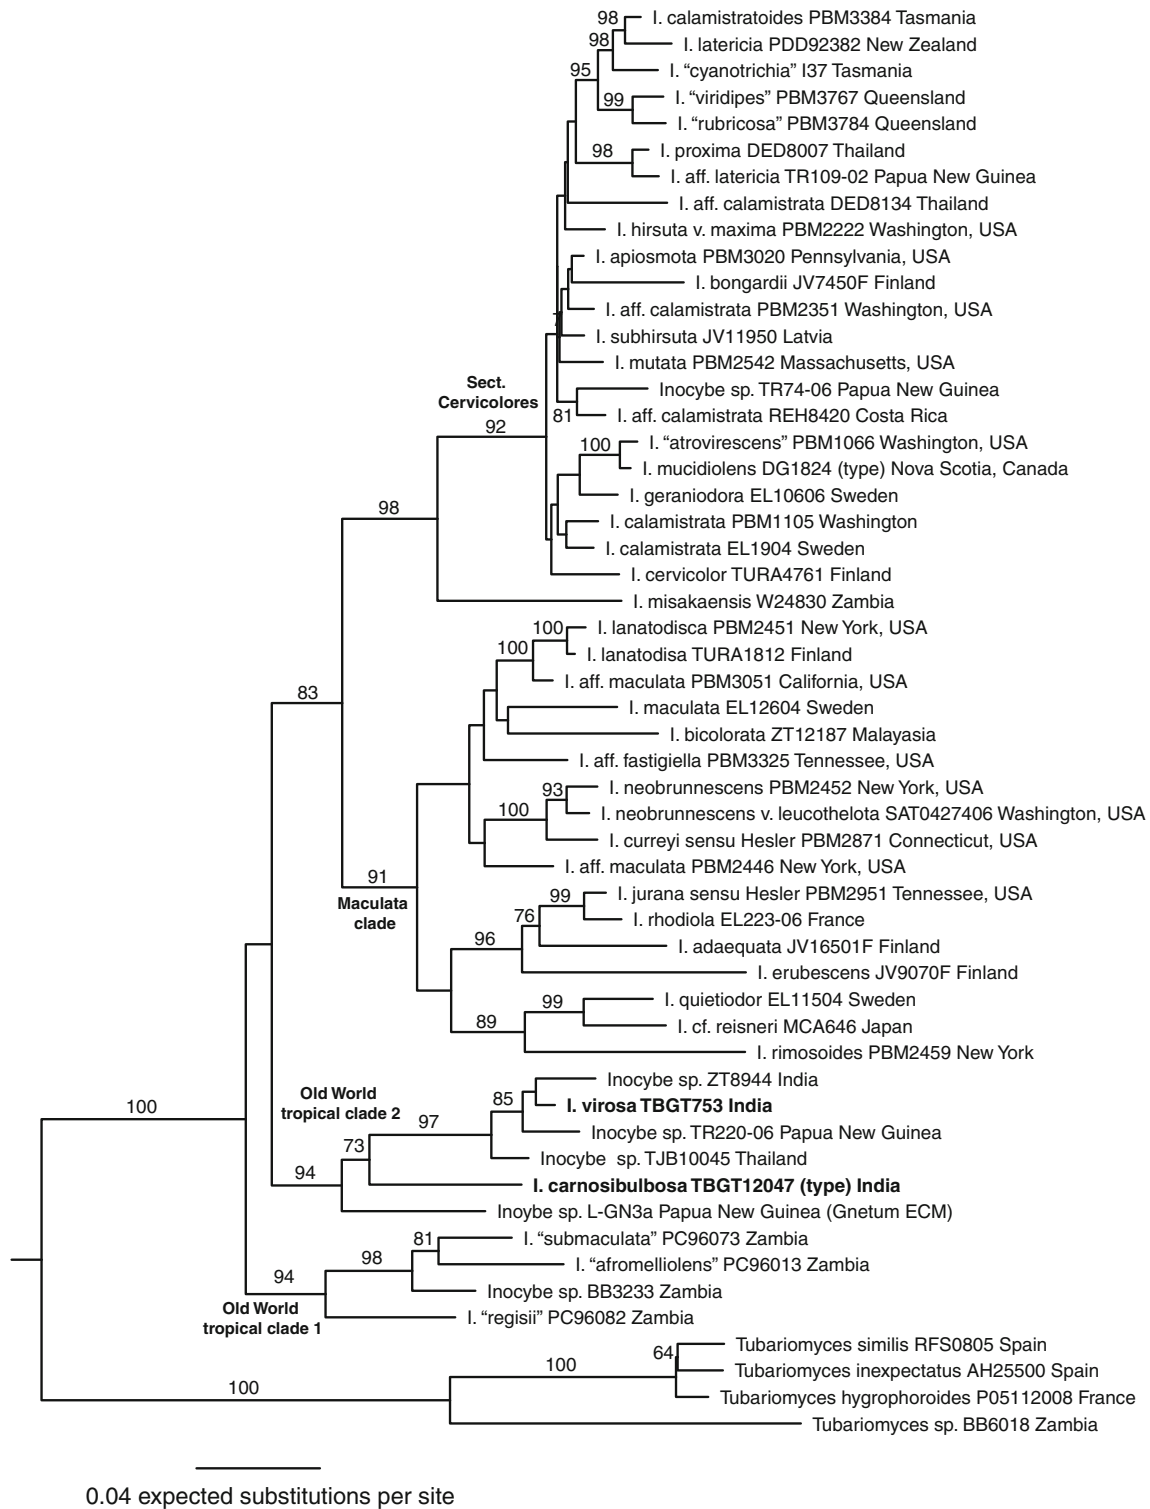 98
I. calamistratoides PBM3384 Tasmania
98
I. latericia PDD92382 New Zealand
95
I. “cyanotrichia” I37 Tasmania
99
I. “viridipes” PBM3767 Queensland
I. “rubricosa” PBM3784 Queensland
98
I. proxima DED8007 Thailand
I. aff. latericia TR109-02 Papua New Guinea
I. aff. calamistrata DED8134 Thailand
I. hirsuta v. maxima PBM2222 Washington, USA
I. apiosmota PBM3020 Pennsylvania, USA
I. bongardii JV7450F Finland
I. aff. calamistrata PBM2351 Washington, USA
I. subhirsuta JV11950 Latvia
I. mutata PBM2542 Massachusetts, USA
Sect.
Cervicolores
92
Inocybe sp. TR74-06 Papua New Guinea
81
I. aff. calamistrata REH8420 Costa Rica
100
I. “atrovirescens” PBM1066 Washington, USA
I. mucidiolens DG1824 (type) Nova Scotia, Canada
I. geraniodora EL10606 Sweden
98
I. calamistrata PBM1105 Washington
I. calamistrata EL1904 Sweden
I. cervicolor TURA4761 Finland
I. misakaensis W24830 Zambia
100
I. lanatodisca PBM2451 New York, USA
100
I. lanatodisa TURA1812 Finland
I. aff. maculata PBM3051 California, USA
83
I. maculata EL12604 Sweden
I. bicolorata ZT12187 Malayasia
I. aff. fastigiella PBM3325 Tennessee, USA
93
I. neobrunnescens PBM2452 New York, USA
100
I. neobrunnescens v. leucothelota SAT0427406 Washington, USA
I. curreyi sensu Hesler PBM2871 Connecticut, USA
I. aff. maculata PBM2446 New York, USA
91
Maculata
clade
99
I. jurana sensu Hesler PBM2951 Tennessee, USA
76
I. rhodiola EL223-06 France
96
I. adaequata JV16501F Finland
I. erubescens JV9070F Finland
99
I. quietiodor EL11504 Sweden
89
I. cf. reisneri MCA646 Japan
I. rimosoides PBM2459 New York
Old World
tropical clade 2
100
Inocybe sp. ZT8944 India
85
I. virosa TBGT753 India
97
Inocybe sp. TR220-06 Papua New Guinea
73
Inocybe sp. TJB10045 Thailand
94
I. carnosibulbosa TBGT12047 (type) India
Inoybe sp. L-GN3a Papua New Guinea (Gnetum ECM)
81
I. “submaculata” PC96073 Zambia
98
I. “afromelliolens” PC96013 Zambia
94
Inocybe sp. BB3233 Zambia
Old World
tropical clade 1
I. “regisii” PC96082 Zambia
64
Tubariomyces similis RFS0805 Spain
100
Tubariomyces inexpectatus AH25500 Spain
100
Tubariomyces hygrophoroides P05112008 France
Tubariomyces sp. BB6018 Zambia
0.04 expected substitutions per site